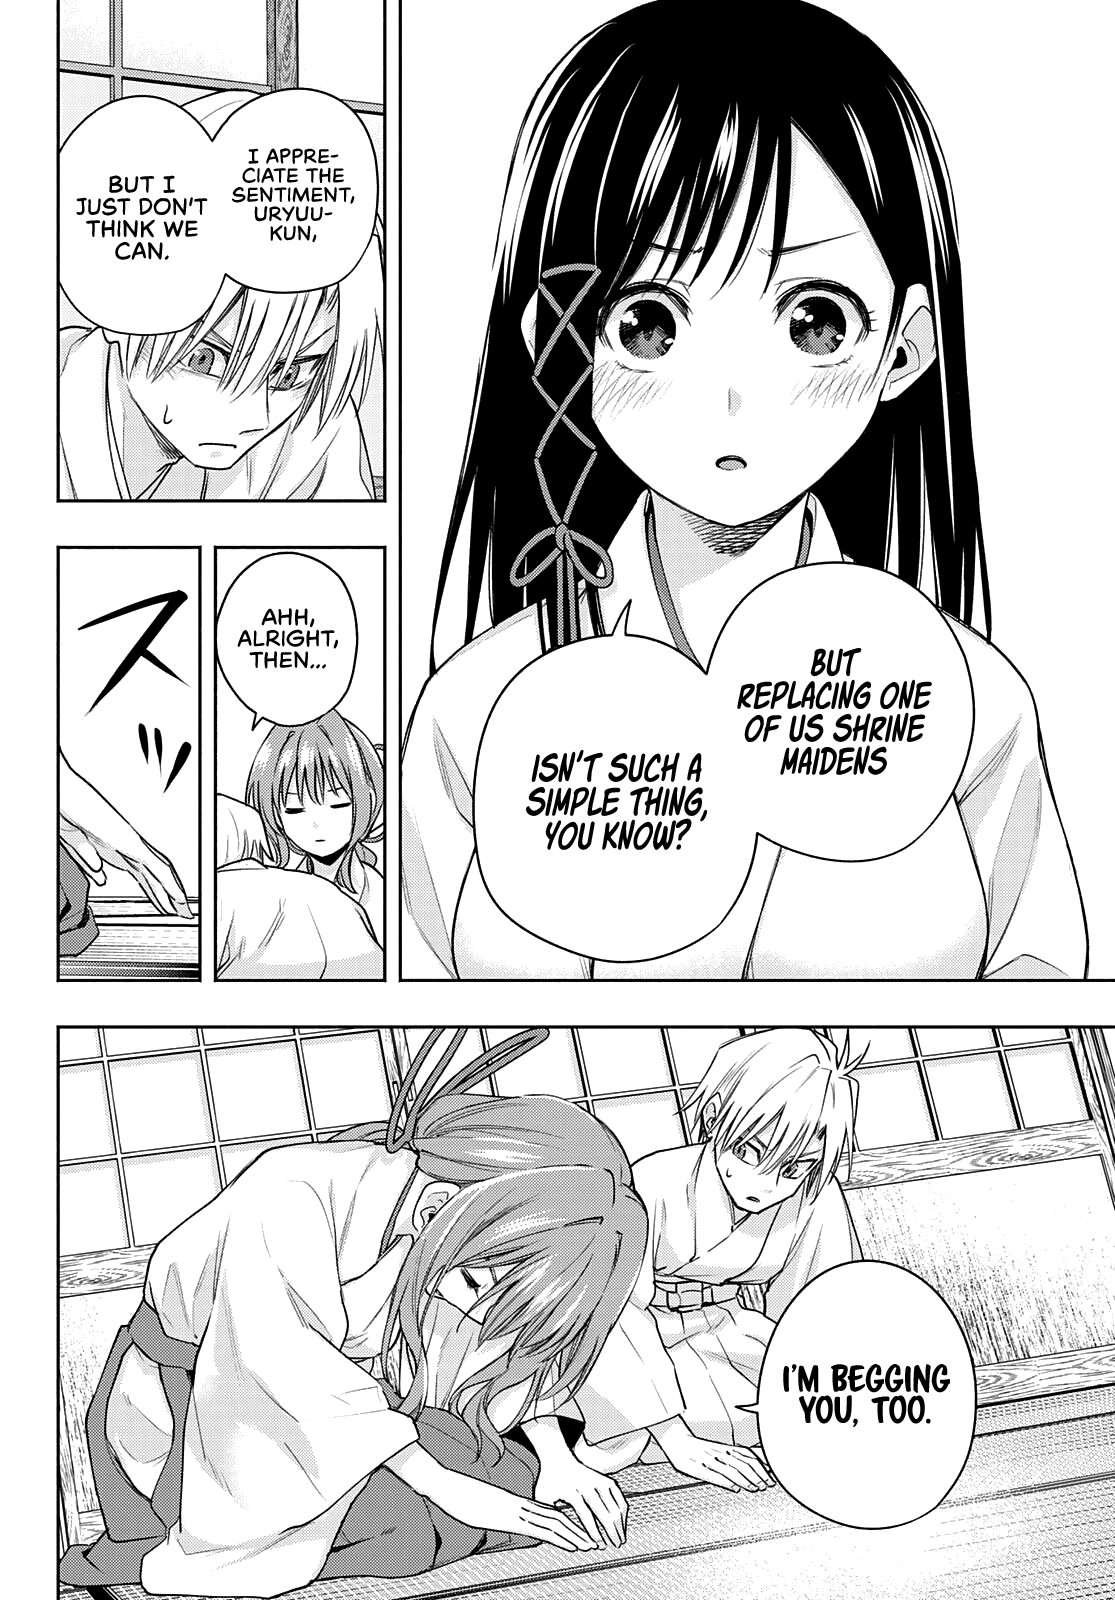 BUT
REPLACING ONE
OF US SHRINE
MAIDENS
ISN'T SUCH A
SIMPLE THING,
YOU KNOW?
I APPRE-
CIATE THE
SENTIMENT,
URYUU-
KUN,
BUT I
JUST DON'T
THINK WE
CAN.
AHH,
ALRIGHT,
THEN...
スッ
I'M BEGGING
YOU, TOO.